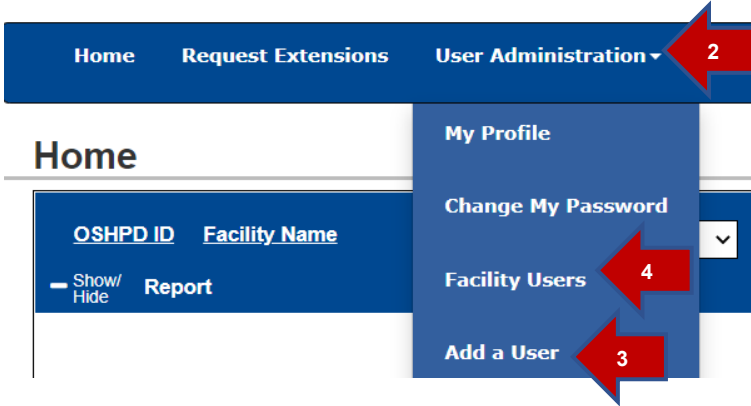 Home Request Extensions User Administration 2
My Profile
Home
Change My Password
OSHPD ID Facility Name
Facility Users 4
Show/
Hide Report
Add a User 3